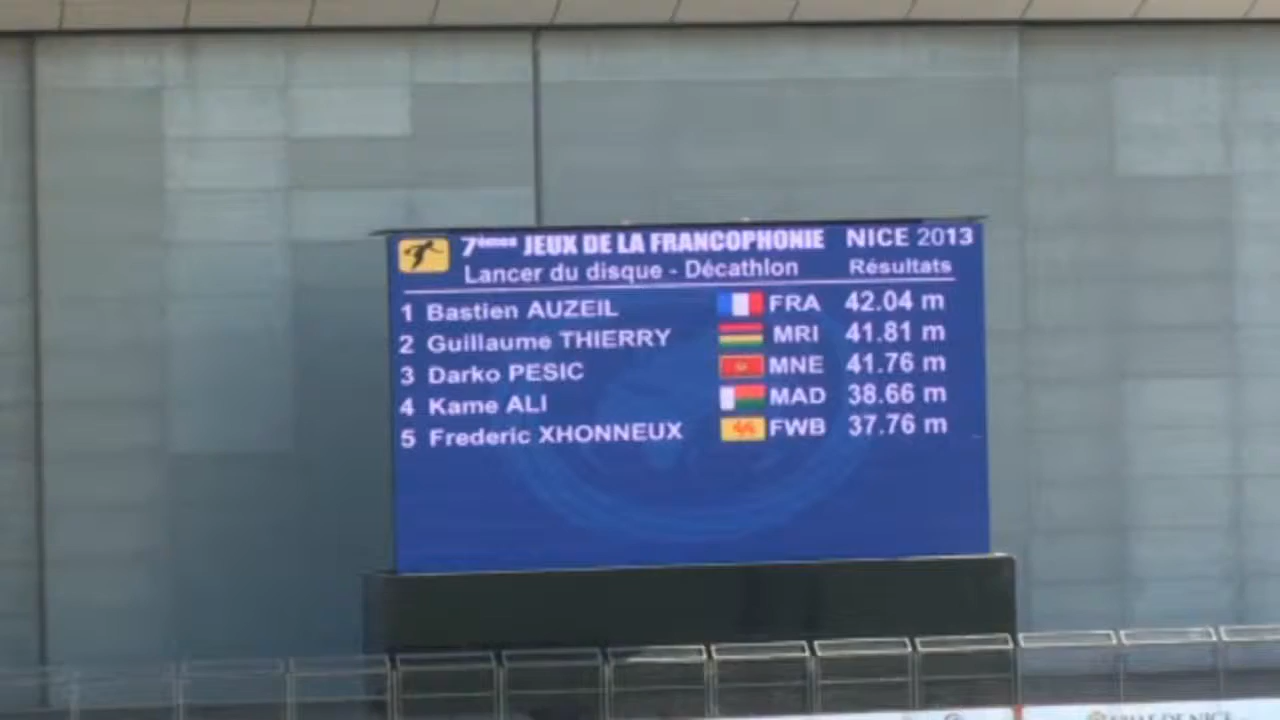 7èmes JEUX DE LA FRANCOPHONIE NICE 2013
Lancer du disque - Décathlon Résultats
1 Bastien AUZEIL FRA 42.04 m
2 Guillaume THIERRY MRI 41.81 m
3 Darko PESIC MNE 41.76 m
4 Kame ALI MAD 38.66 m
5 Frederic XHONNEUX FWB 37.76 m